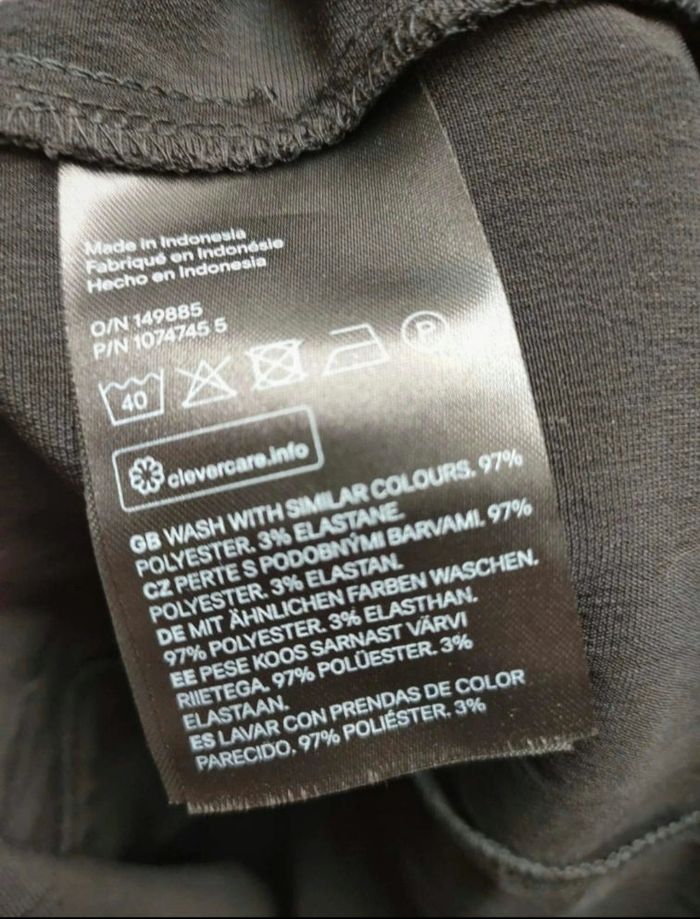 Made in Indonesia
Fabriqué en Indonésie
Hecho en Indonesia
O/N 149885
P/N 1074745 5
40
P
clevercare.info
GB WASH WITH SIMILAR COLOURS. 97%
POLYESTER. 3% ELASTANE
CZ PERTE S PODOBNÝMI BARVAMI. 97%
POLYESTER. 3% ELASTAN.
DE MIT ÄHNLICHEN FARBEN WASCHEN.
97% POLYESTER. 3% ELASTHAN.
EE PESE KOOS SARNAST VÄRVI
RIIETEGA. 97% POLÜESTER. 3%
ELASTAAN.
ES LAVAR CON PRENDAS DE COLOR
PARECIDO. 97% POLIÉSTER. 3%